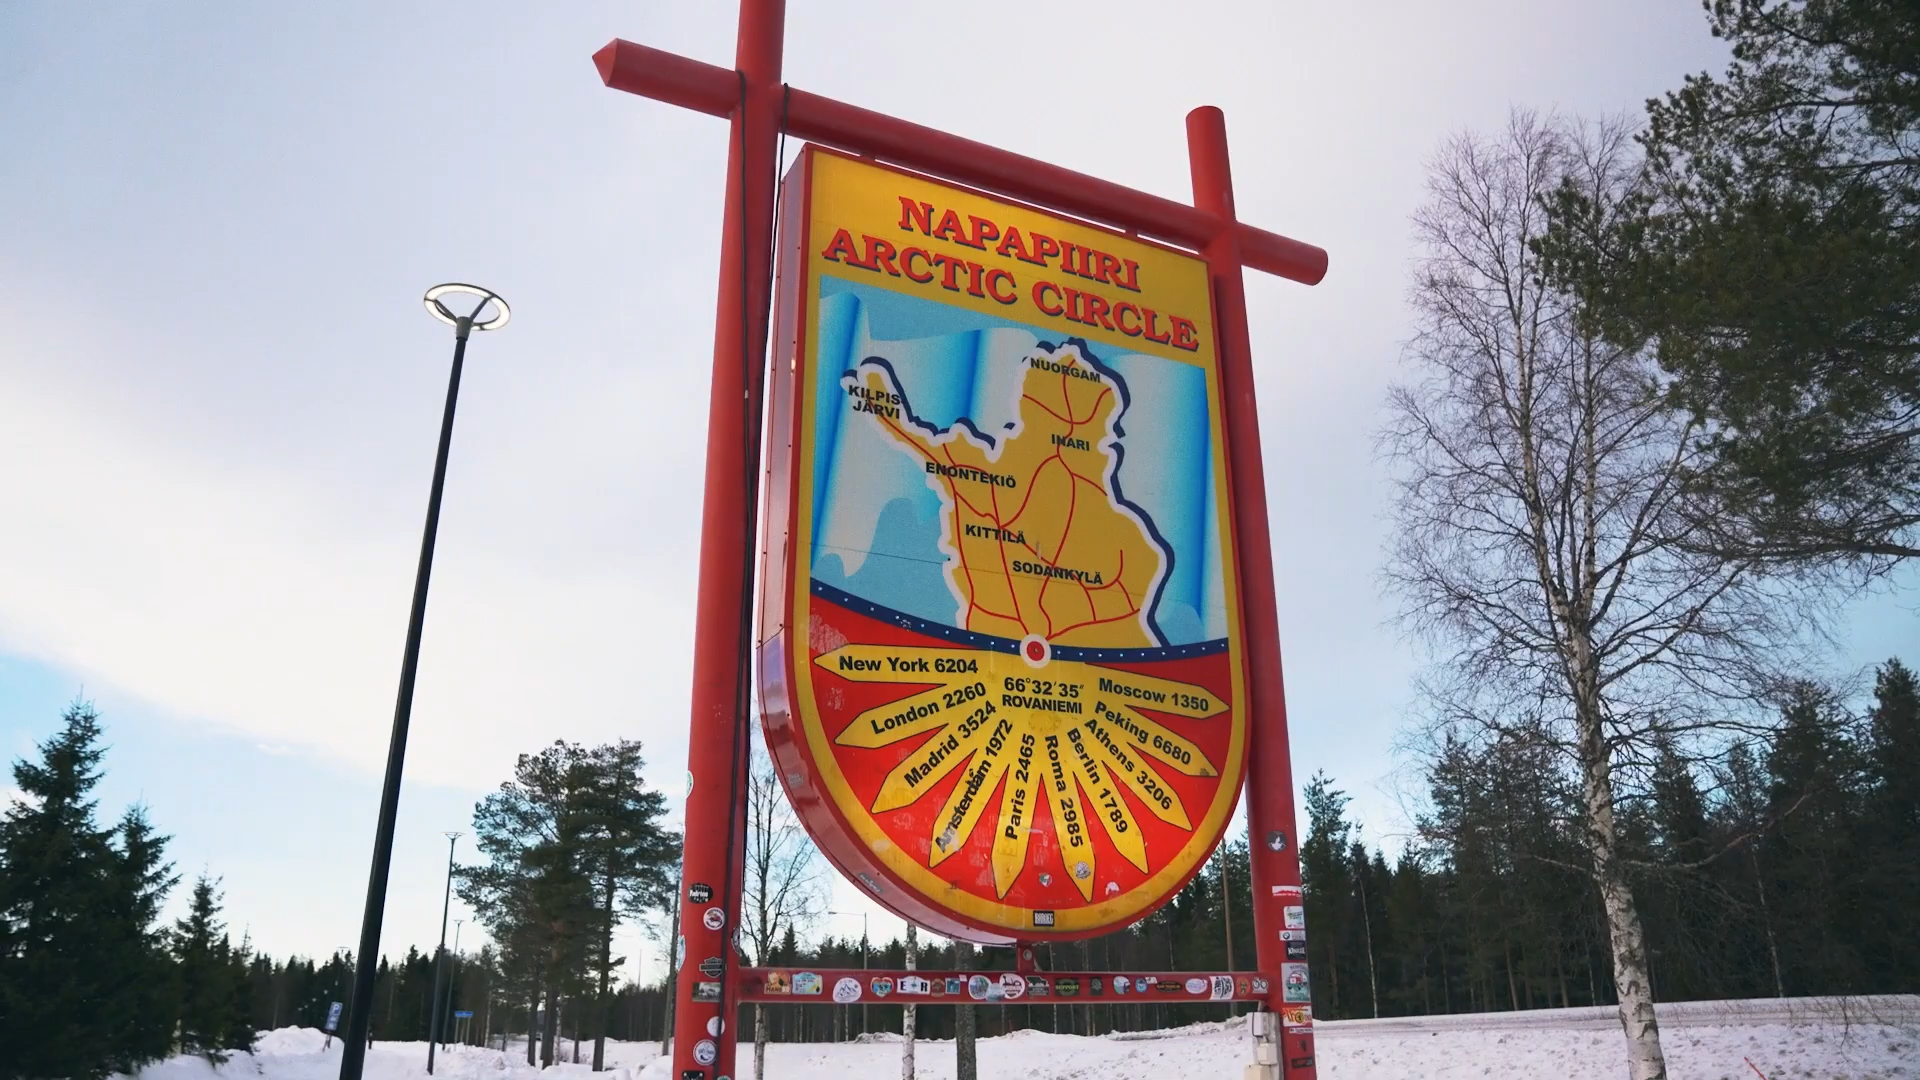 NAPAPIIRI
ARCTIC CIRCLE
NUORGAM
KILPIS-
JÄRVI
INARI
ENONTEKIÖ
KITTILÄ
SODANKYLÄ
66°32′35″
ROVANIEMI
New York 6204
London 2260
Madrid 3524
Amsterdam 1972
Paris 2465
Roma 2985
Berlin 1789
Athens 3206
Peking 6680
Moscow 1350